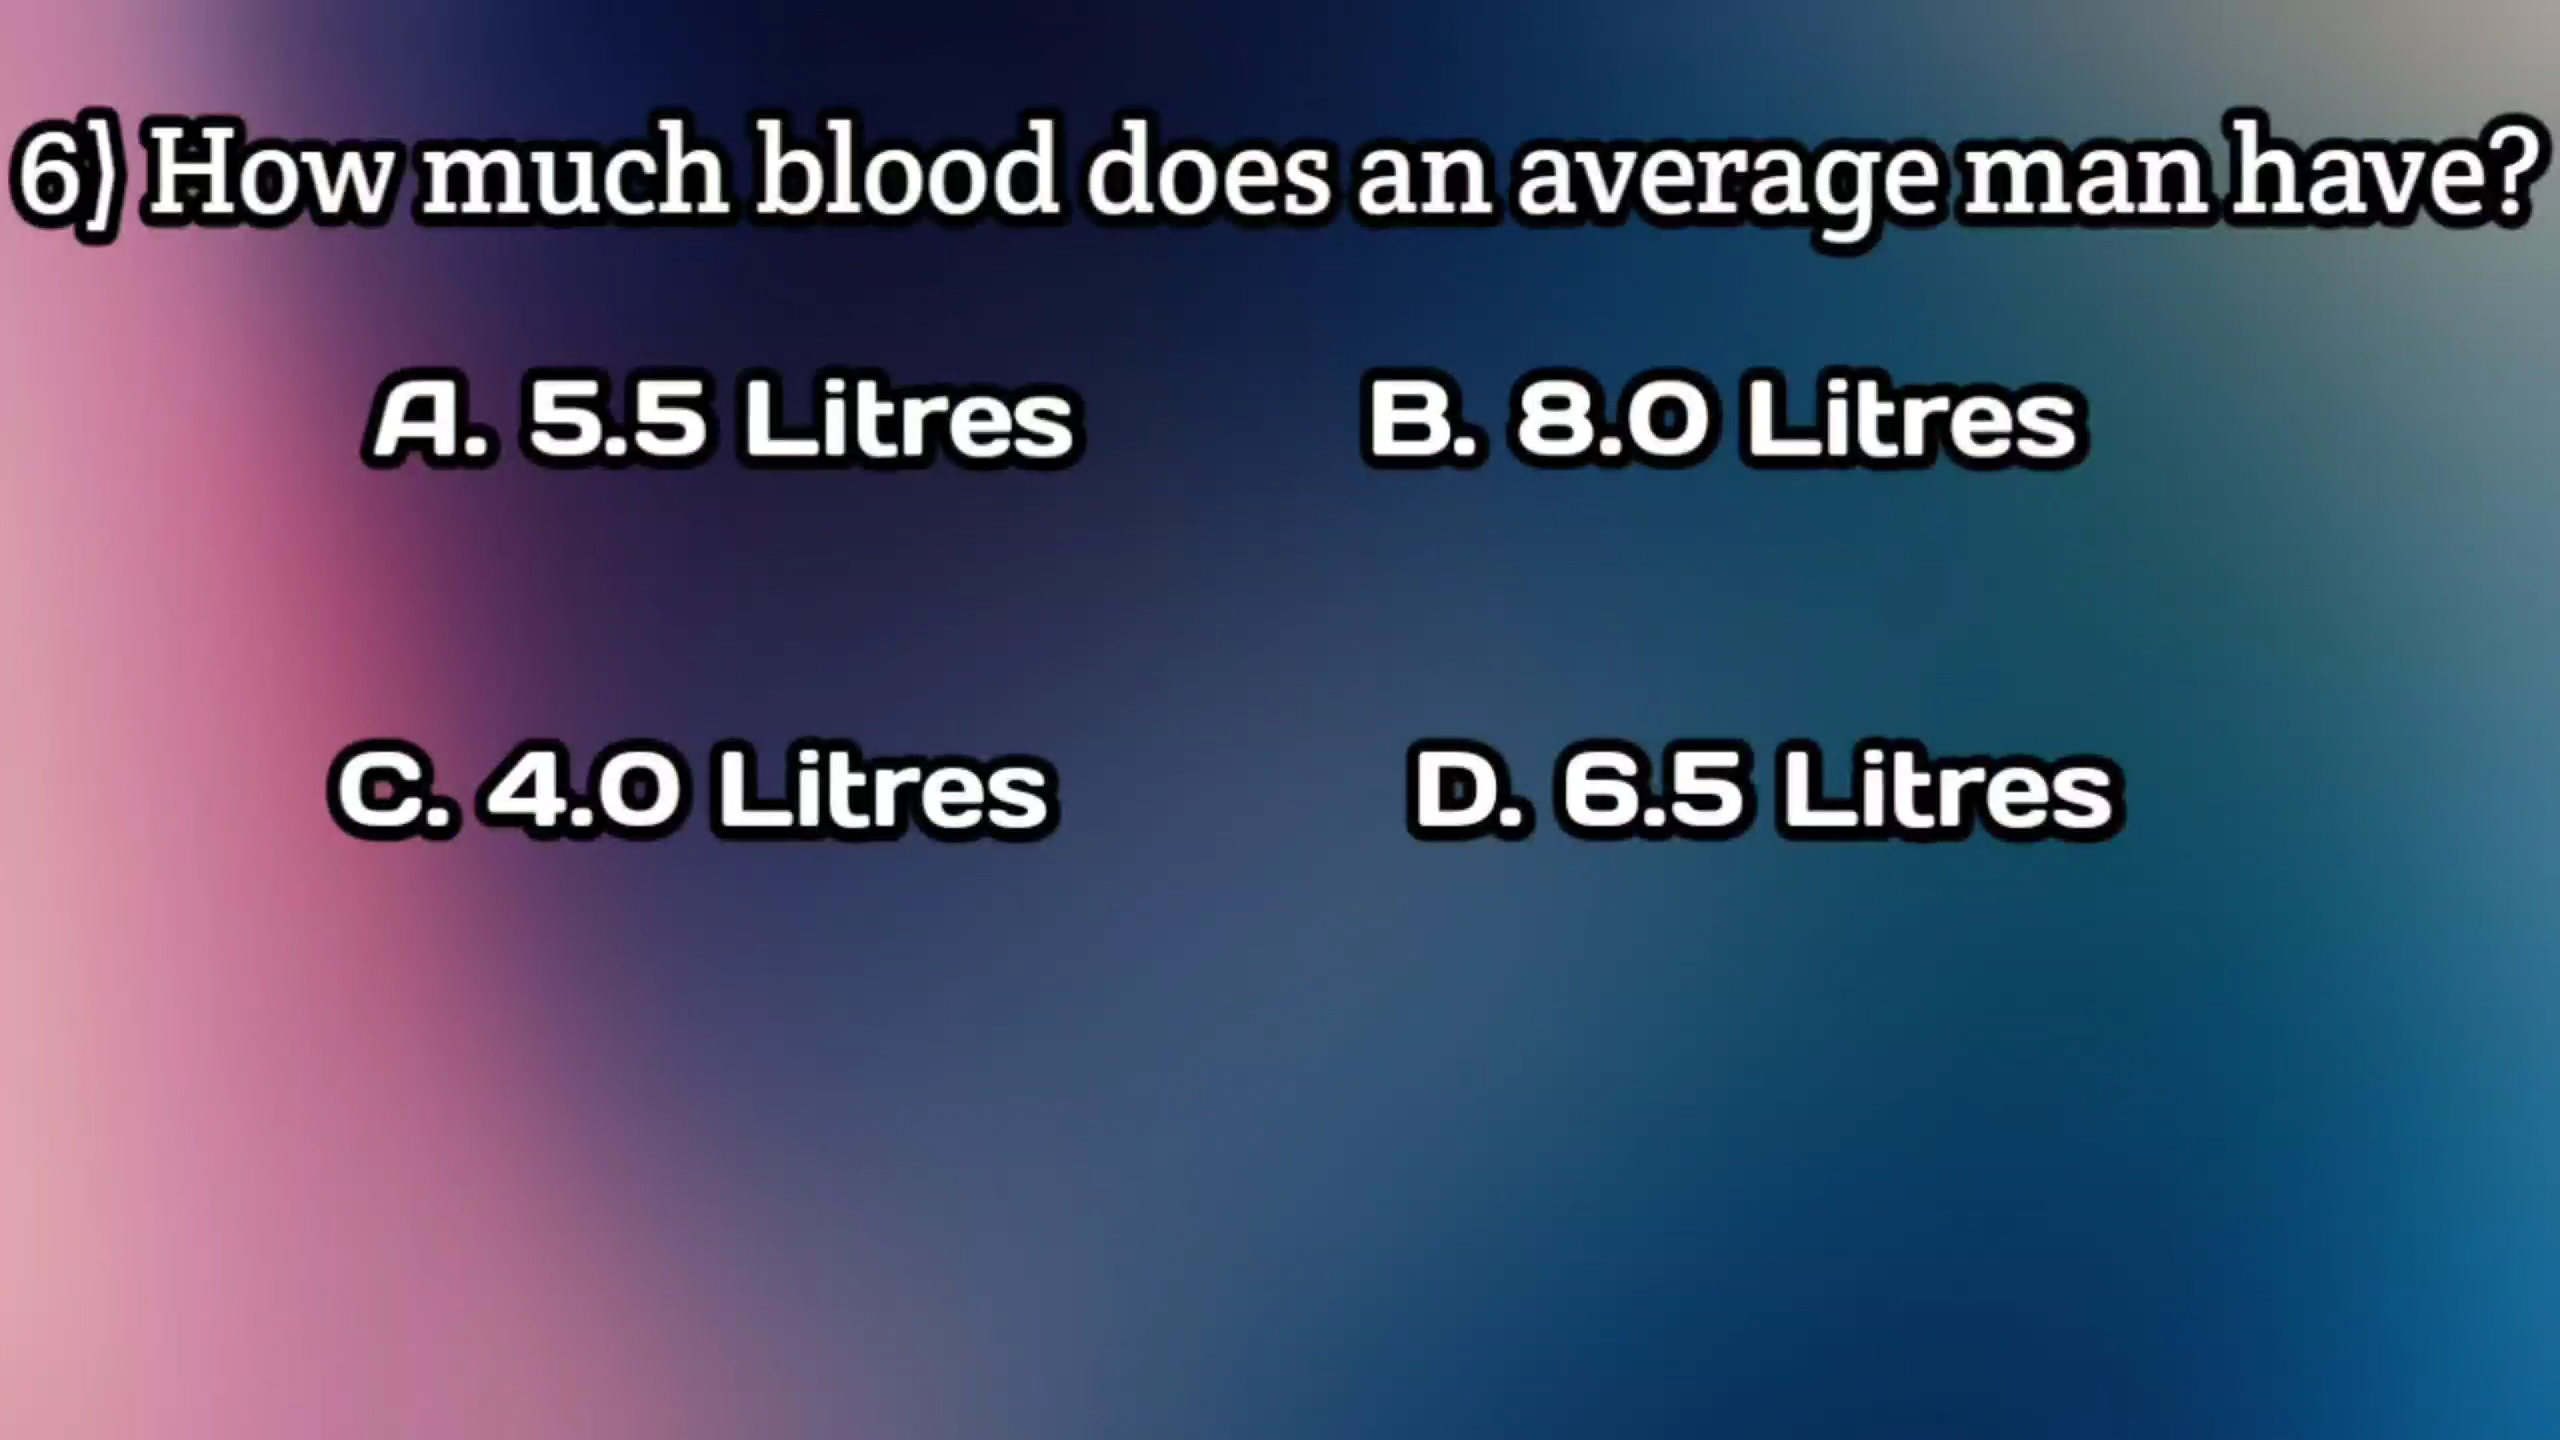 6) How much blood does an average man have?
A. 5.5 Litres
B. 8.0 Litres
C. 4.0 Litres
D. 6.5 Litres